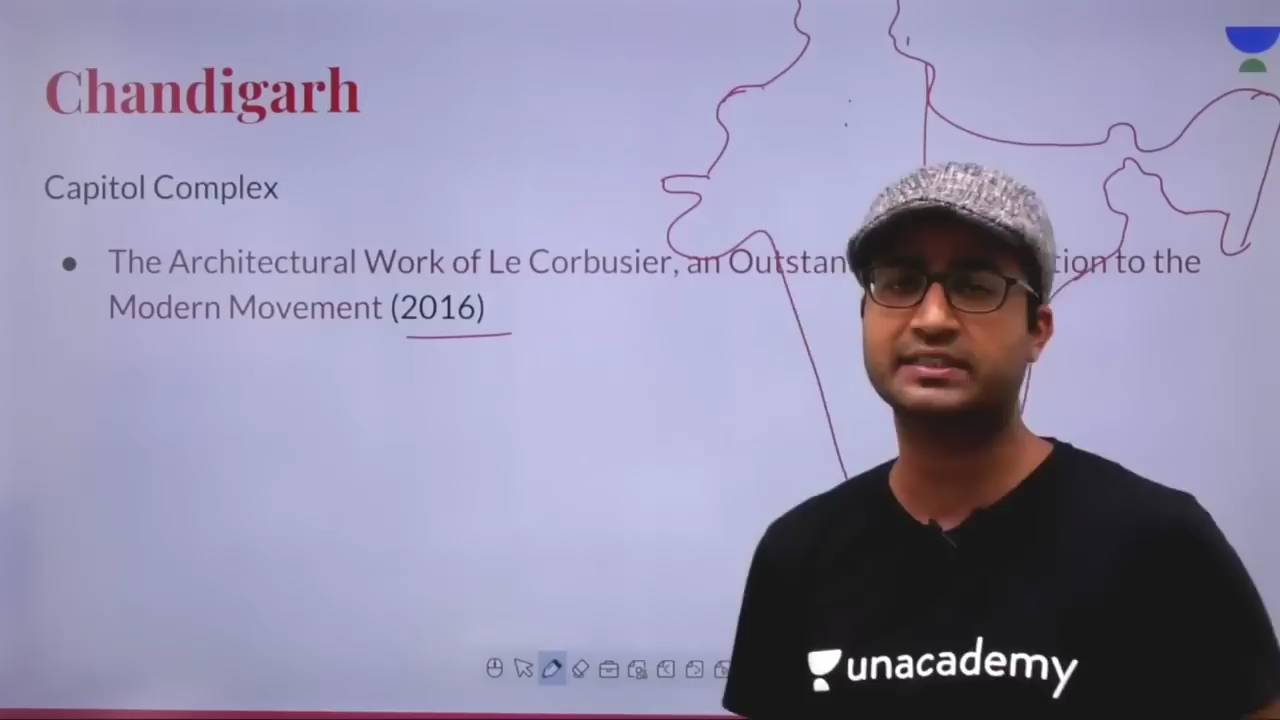 Chandigarh
Capitol Complex
● The Architectural Work of Le Corbusier, an Outstan tion to the
Modern Movement (2016)
unacademy